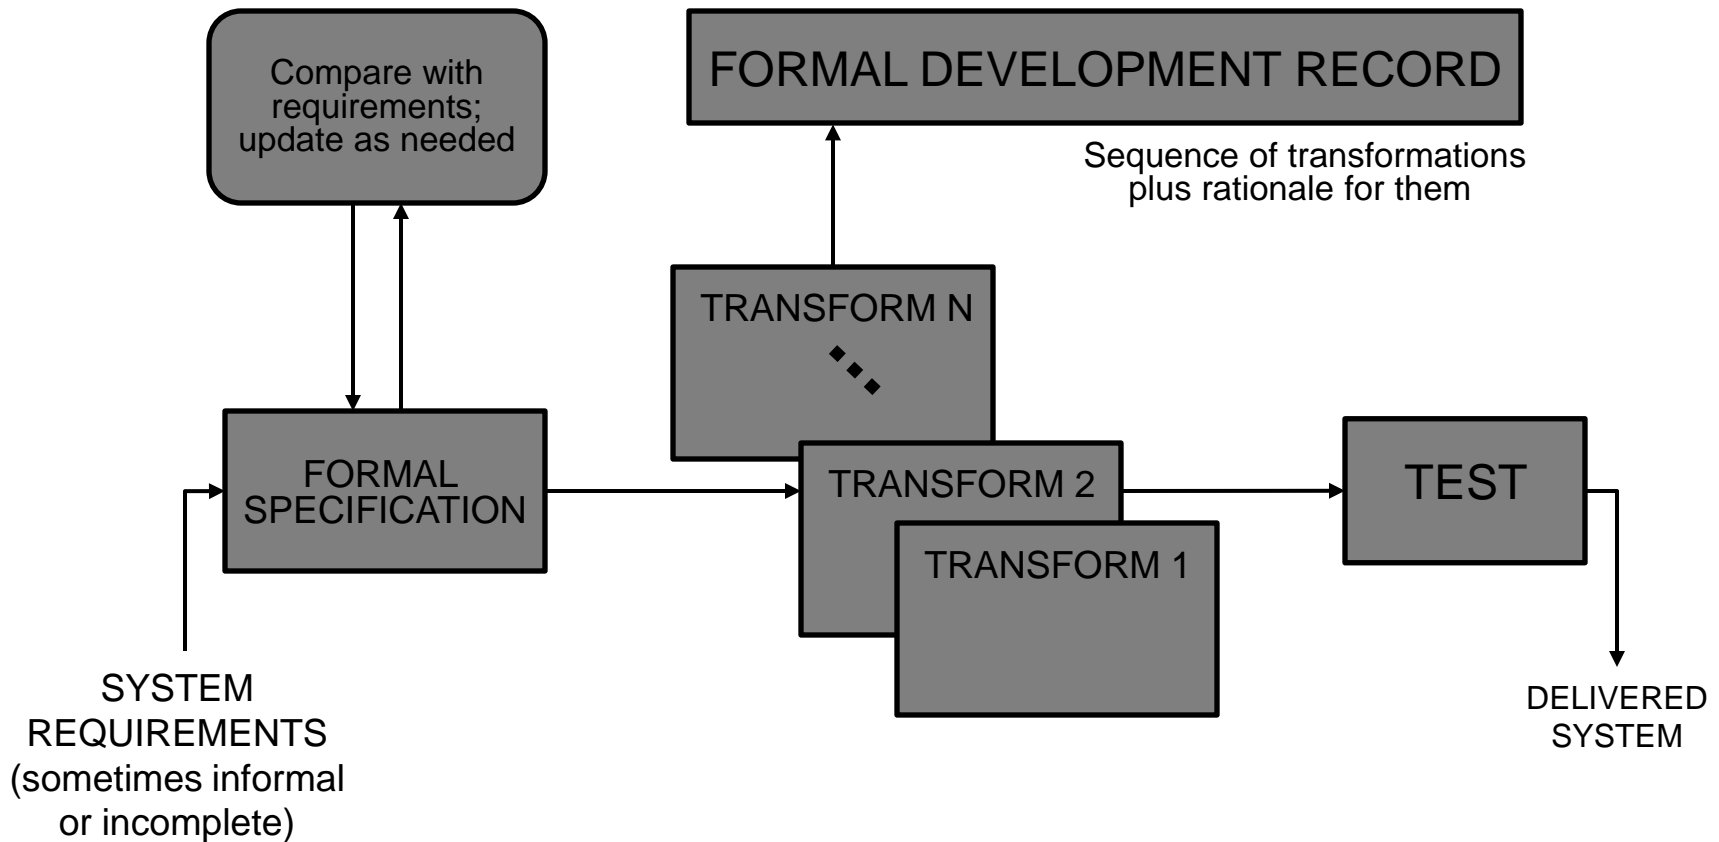 Compare with
requirements;
update as needed
FORMAL DEVELOPMENT RECORD
Sequence of transformations
plus rationale for them
TRANSFORM N
FORMAL
SPECIFICATION
TRANSFORM 2
TRANSFORM 1
TEST
SYSTEM
REQUIREMENTS
(sometimes informal
or incomplete)
DELIVERED
SYSTEM